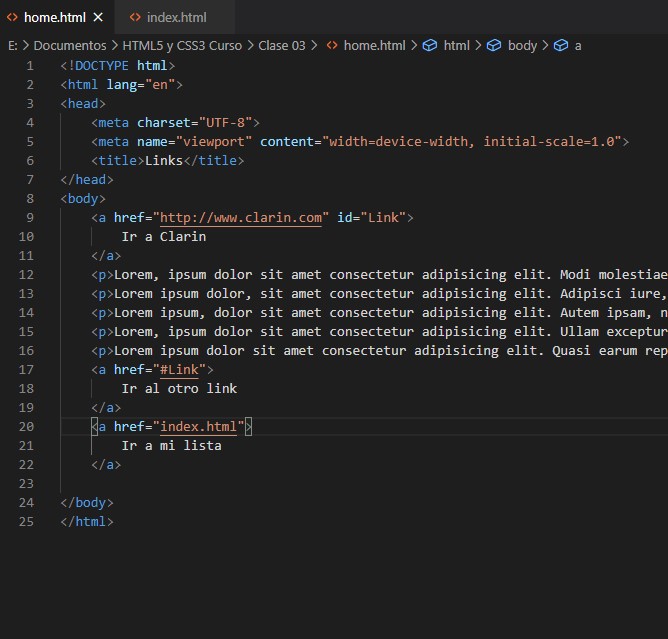 home.html index.html
E: > Documentos > HTML5 y CSS3 Curso > Clase 03 > home.html > html > body > a
1 <!DOCTYPE html>
2 <html lang="en">
3 <head>
4 <meta charset="UTF-8">
5 <meta name="viewport" content="width=device-width, initial-scale=1.0">
6 <title>Links</title>
7 </head>
8 <body>
9 <a href="http://www.clarin.com" id="Link">
10 Ir a Clarin
11 </a>
12 <p>Lorem, ipsum dolor sit amet consectetur adipisicing elit. Modi molestiae
13 <p>Lorem ipsum dolor, sit amet consectetur adipisicing elit. Adipisci iure,
14 <p>Lorem ipsum, dolor sit amet consectetur adipisicing elit. Autem ipsam, n
15 <p>Lorem, ipsum dolor sit amet consectetur adipisicing elit. Ullam exceptur
16 <p>Lorem ipsum dolor sit amet consectetur adipisicing elit. Quasi earum rep
17 <a href="#Link">
18 Ir al otro link
19 </a>
20 <a href="index.html">
21 Ir a mi lista
22 </a>
23
24 </body>
25 </html>